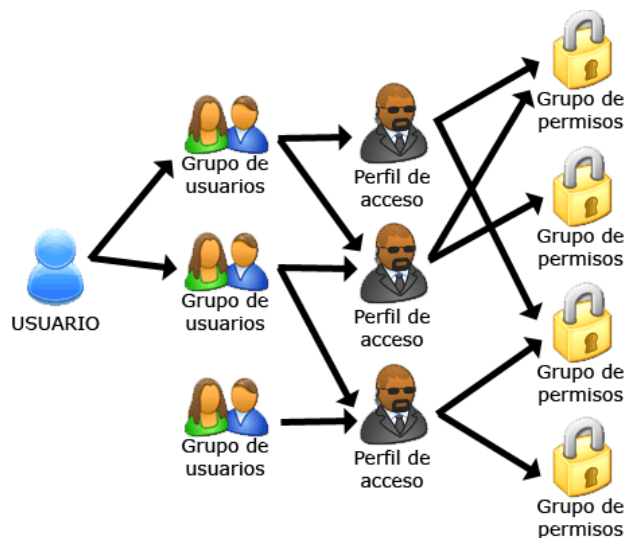 Grupo de
permisos
Grupo de
usuarios
Perfil de
acceso
Grupo de
permisos
USUARIO
Grupo de
usuarios
Perfil de
acceso
Grupo de
permisos
Grupo de
usuarios
Perfil de
acceso
Grupo de
permisos